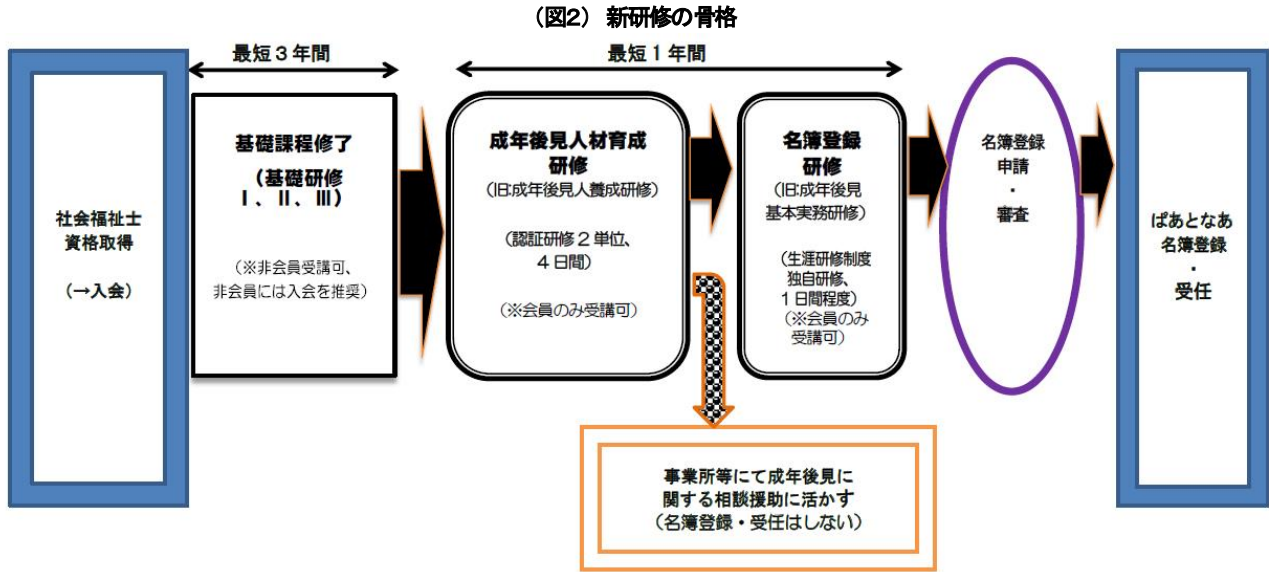 （図2） 新研修の骨格
最短３年間
最短１年間
社会福祉士
資格取得
（→入会）
基礎課程修了
（基礎研修
Ⅰ、Ⅱ、Ⅲ）
（※非会員受講可、
非会員には入会を推奨）
成年後見人材育成
研修
（旧:成年後見人養成研修）
（認証研修２単位、
４日間）
（※会員のみ受講可）
名簿登録
研修
（旧:成年後見
基本実務研修）
（生涯研修制度
独自研修、
１日間程度）
（※会員のみ
受講可）
名簿登録
申請
・
審査
ぱあとなあ
名簿登録
・
受任
事業所等にて成年後見に
関する相談援助に活かす
（名簿登録・受任はしない）